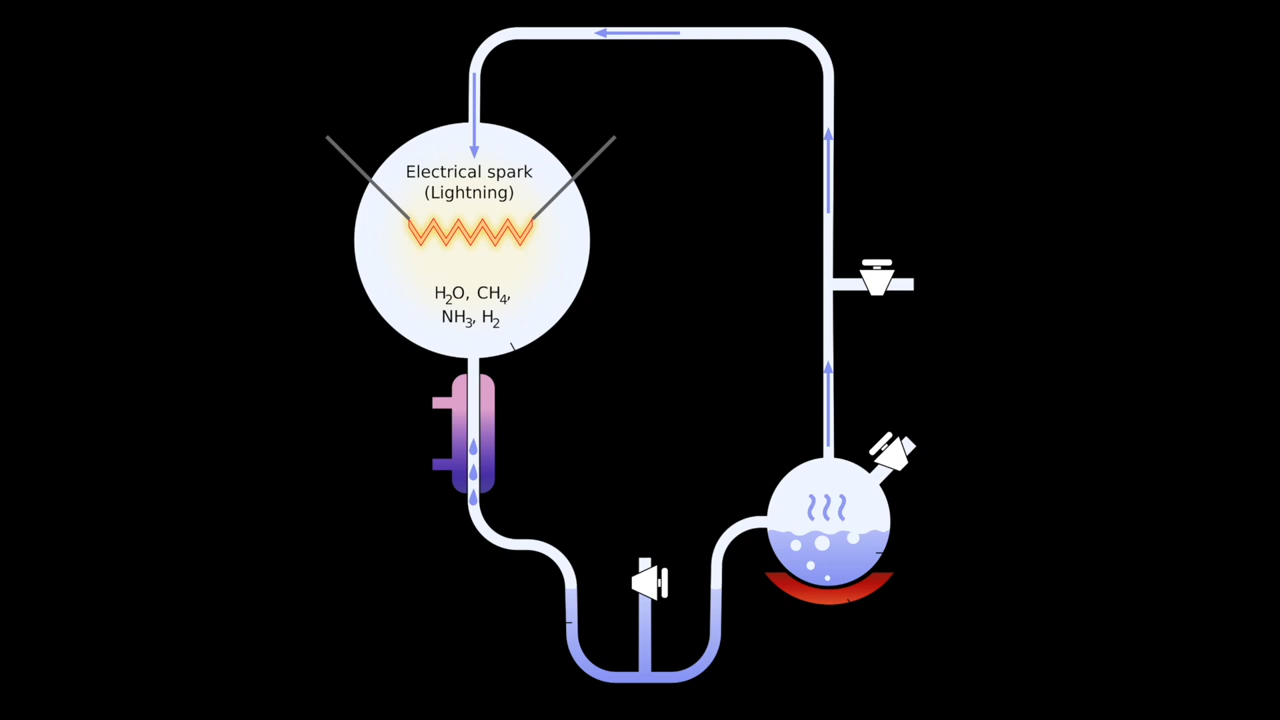 Electrical spark
(Lightning)
H₂O, CH₄,
NH₃, H₂